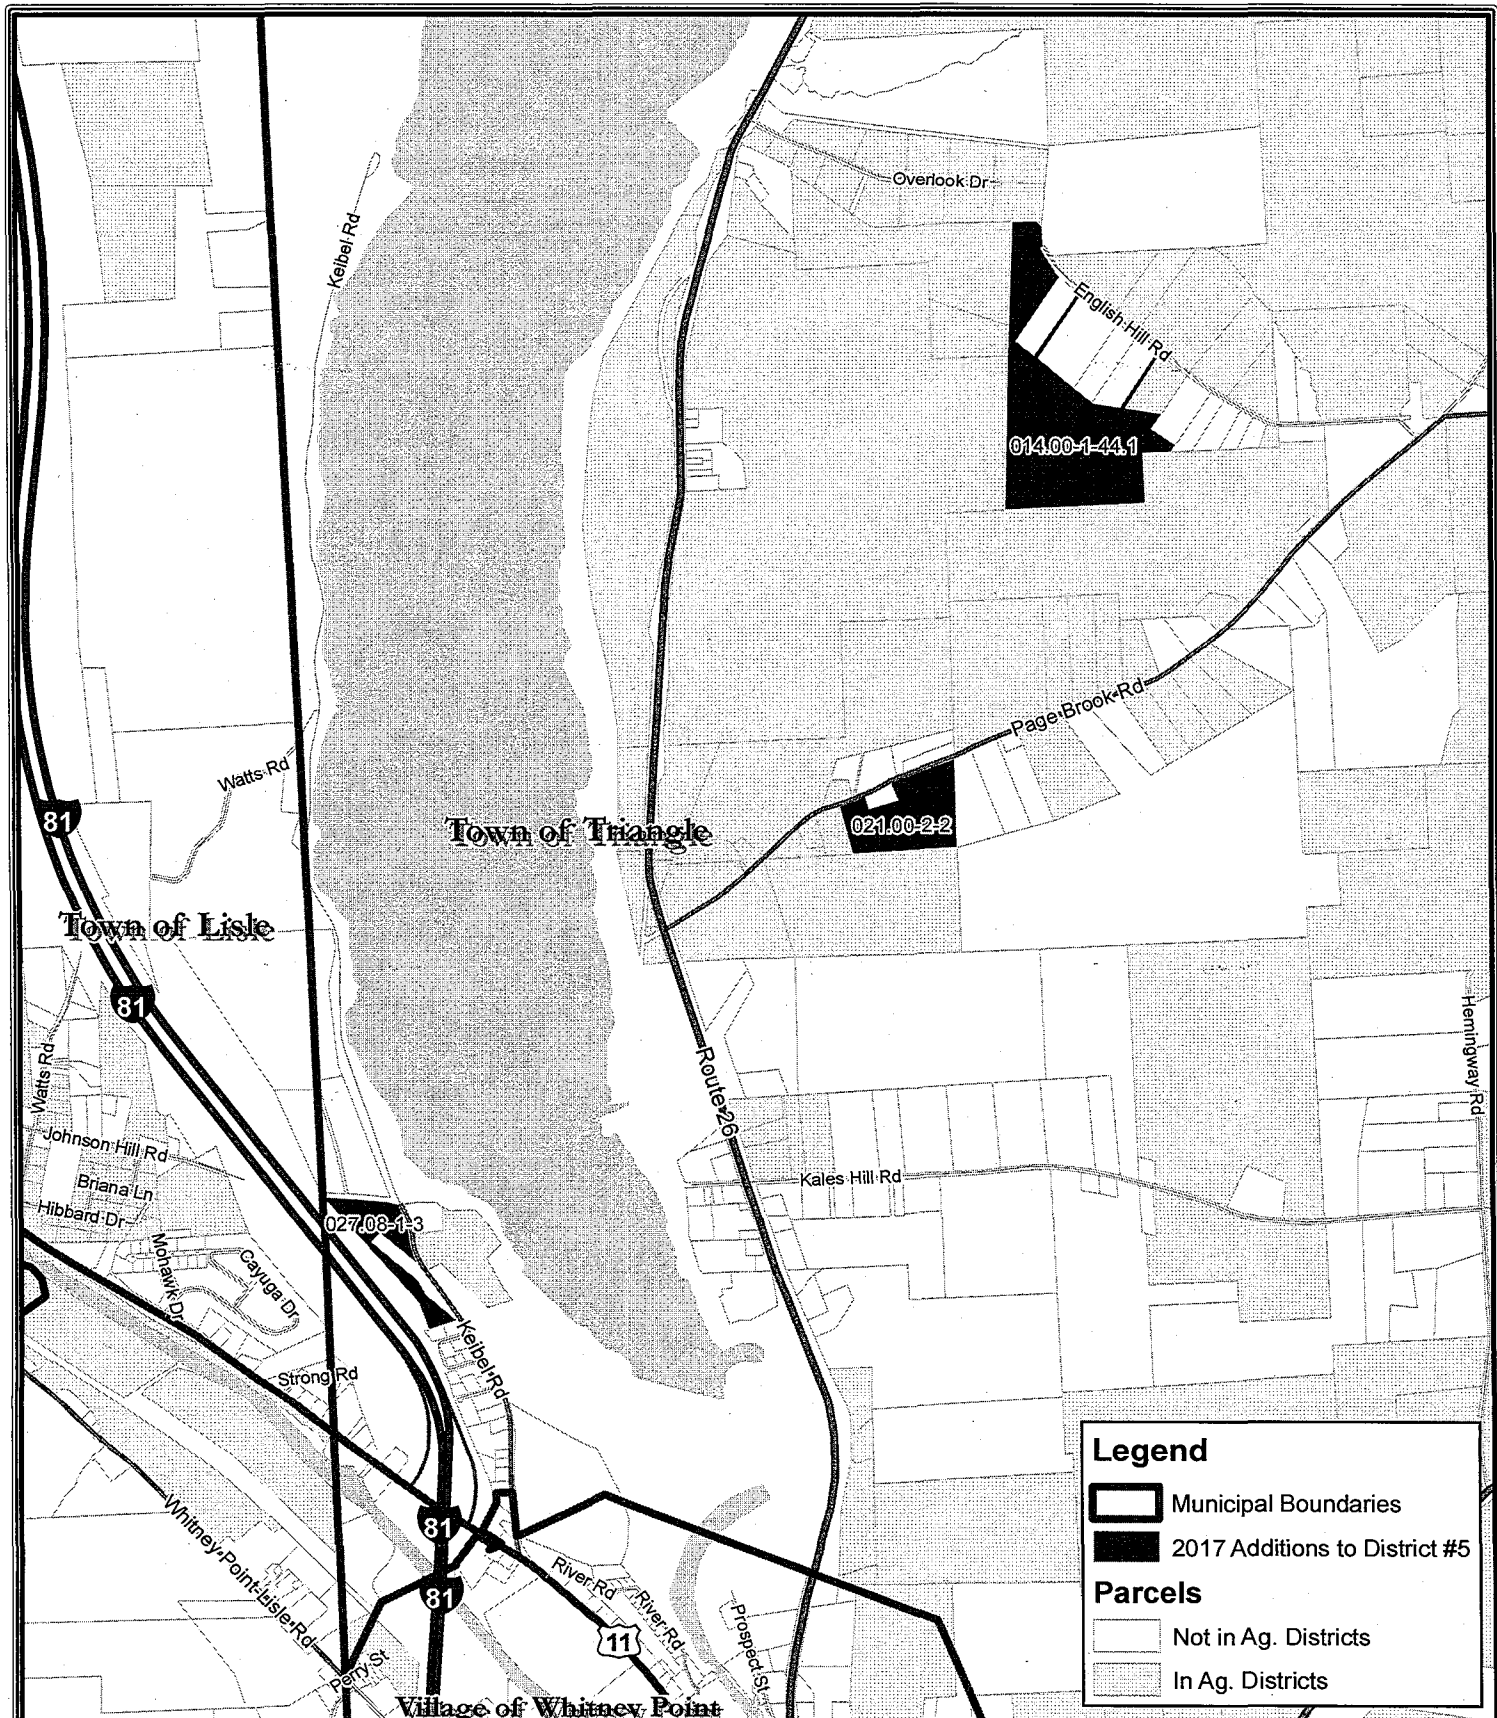 Overlook Dr
Keibel Rd
English Hill Rd
014.00-1-44.1
Page Brook Rd
Watts Rd
81
Town of Triangle
021.00-2-2
Town of Lisle
81
Hemingway Rd
Watts Rd
Route 26
Johnson Hill Rd
Kales Hill Rd
Briana Ln
Hibbard Dr
027.08-1-3
Mohawk Dr
Cayuga Dr
Keibel Rd
Strong Rd
Legend
Municipal Boundaries
2017 Additions to District #5
Parcels
Not in Ag. Districts
In Ag. Districts
Whitney Point-Lisle Rd
81
81
River Rd
River Rd
11
Prospect St
Perry St
Village of Whitney Point